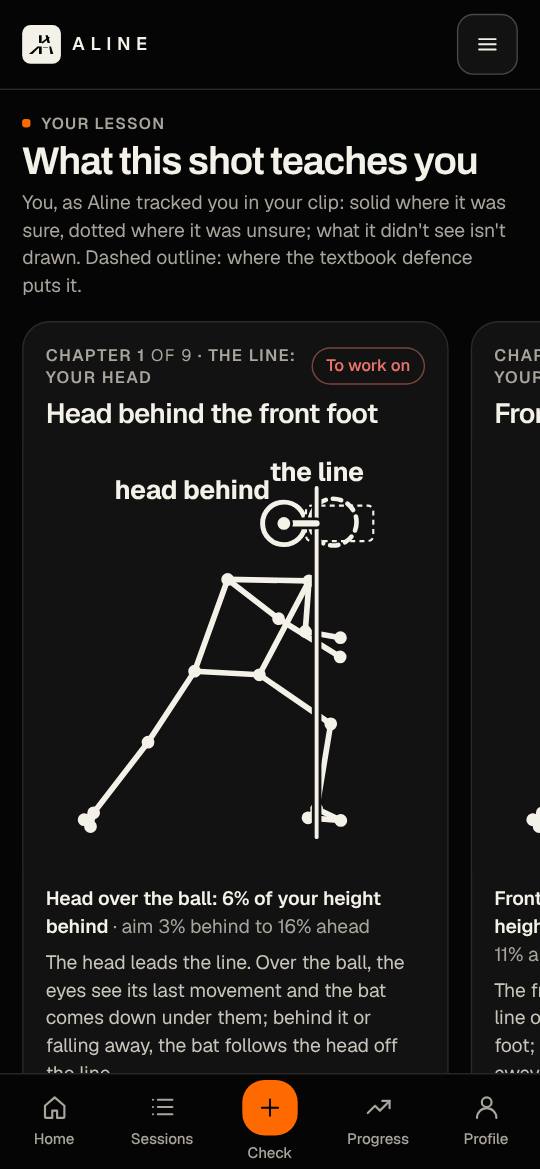 ALINE
YOUR LESSON
What this shot teaches you
You, as Aline tracked you in your clip: solid where it was
sure, dotted where it was unsure; what it didn't see isn't
drawn. Dashed outline: where the textbook defence
puts it.
CHAPTER 1 OF 9 · THE LINE:
YOUR HEAD
To work on
Head behind the front foot
the line
head behind
Head over the ball: 6% of your height
behind · aim 3% behind to 16% ahead
The head leads the line. Over the ball, the
eyes see its last movement and the bat
comes down under them; behind it or
falling away, the bat follows the head off
the line.
CHAP
YOUR
Fron
Front
heigh
11% a
The fr
line o
foot;
Home
Sessions
Check
Progress
Profile